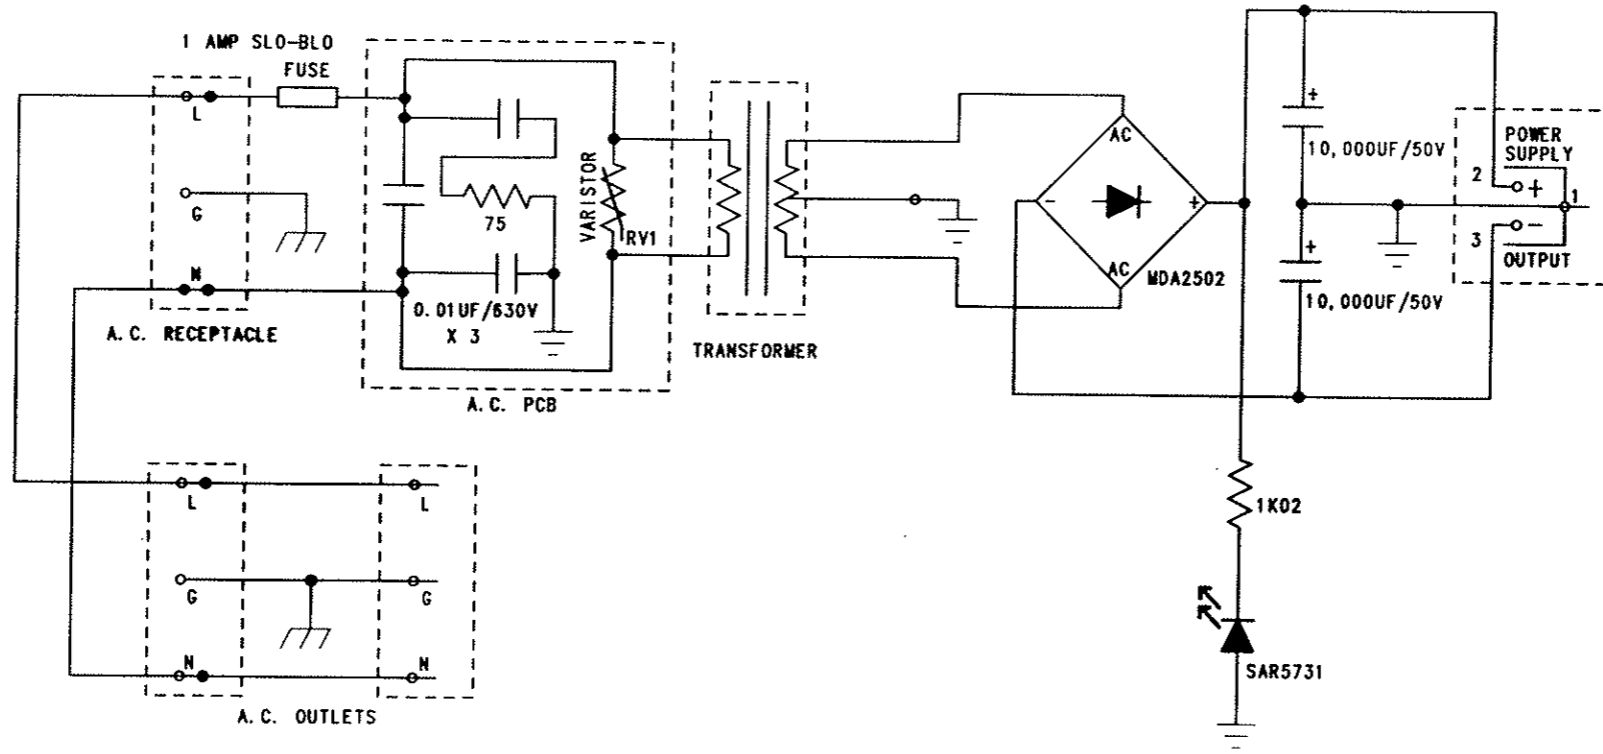 1 AMP SLO-BLO
FUSE
L
G
N
A.C. RECEPTACLE
75
0.01UF/630V
X 3
VARISTOR
RV1
A.C. PCB
TRANSFORMER
AC
-
+
AC
MDA2502
+
10,000UF/50V
+
10,000UF/50V
POWER
SUPPLY
2
+
1
3
-
OUTPUT
1K02
SAR5731
L
L
G
G
N
N
A.C. OUTLETS